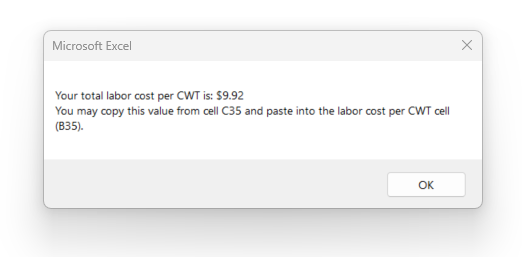 Microsoft Excel
Your total labor cost per CWT is: $9.92
You may copy this value from cell C35 and paste into the labor cost per CWT cell
(B35).
OK